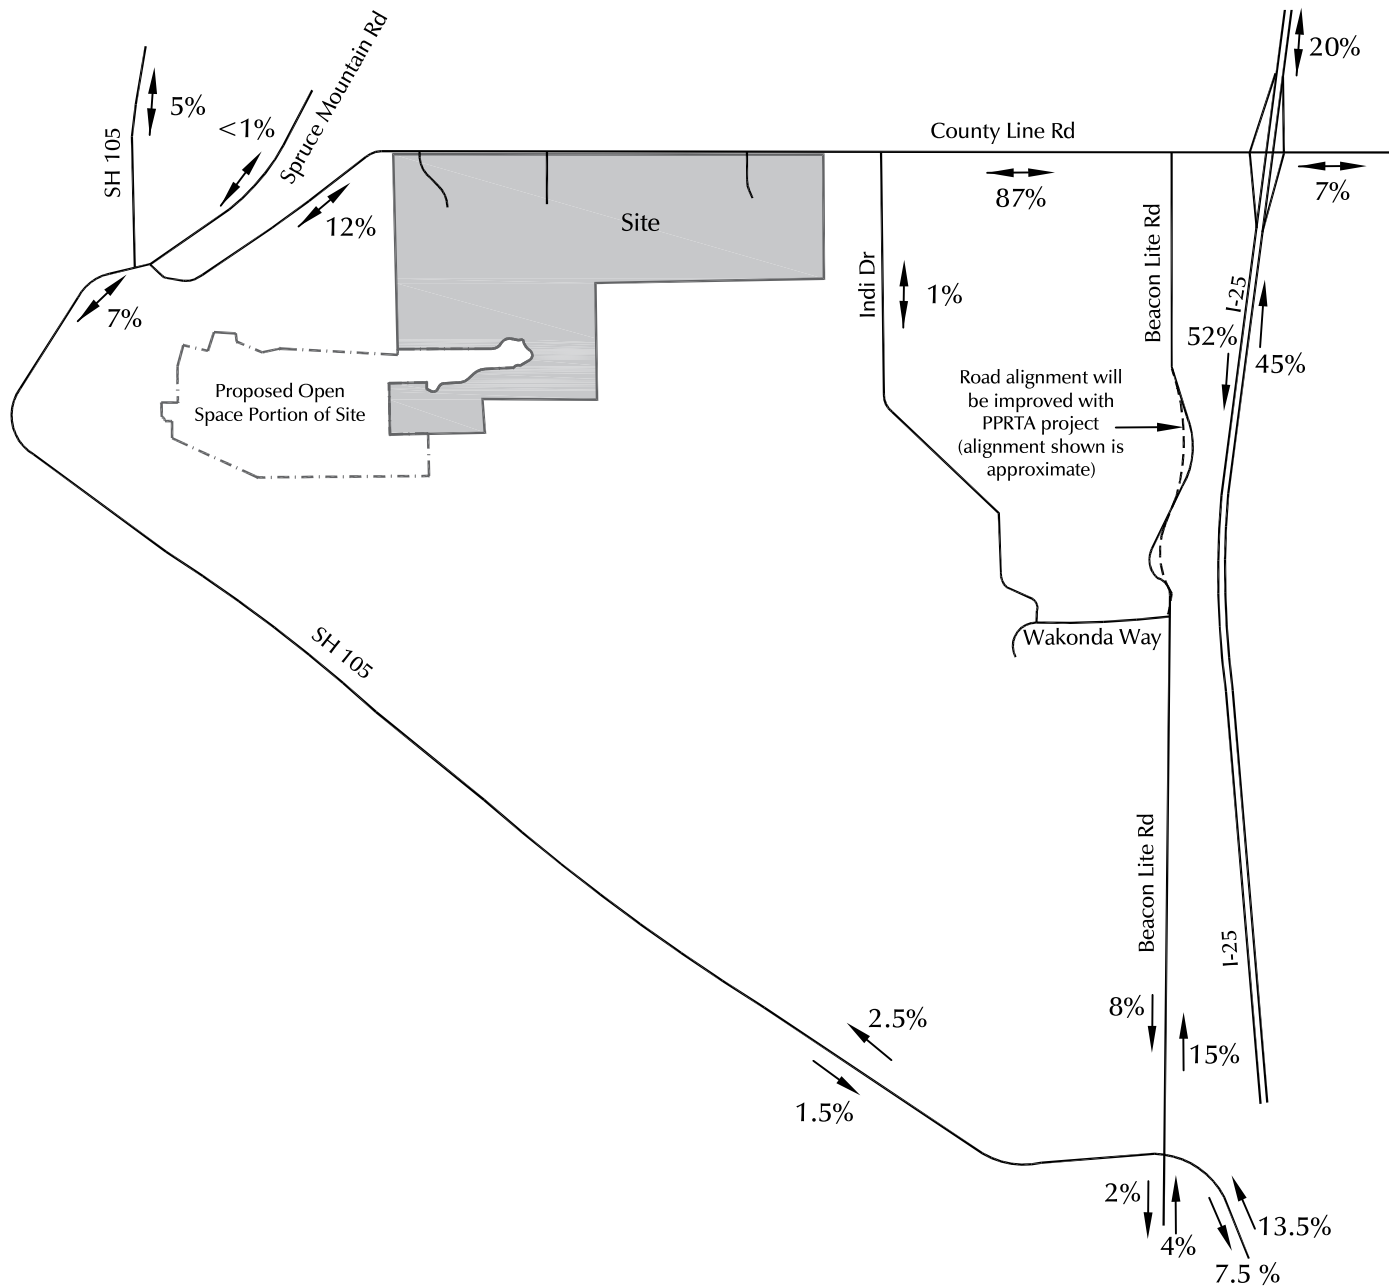 20%
Spruce Mountain Rd
5%
<1%
County Line Rd
SH 105
7%
87%
12%
Site
Beacon Lite Rd
Indi Dr
1%
I-25
7%
52%
45%
Proposed Open
Space Portion of Site
Road alignment will
be improved with
PPRTA project
(alignment shown is
approximate)
Wakonda Way
SH 105
Beacon Lite Rd
I-25
8%
2.5%
15%
1.5%
2%
13.5%
4%
7.5 %